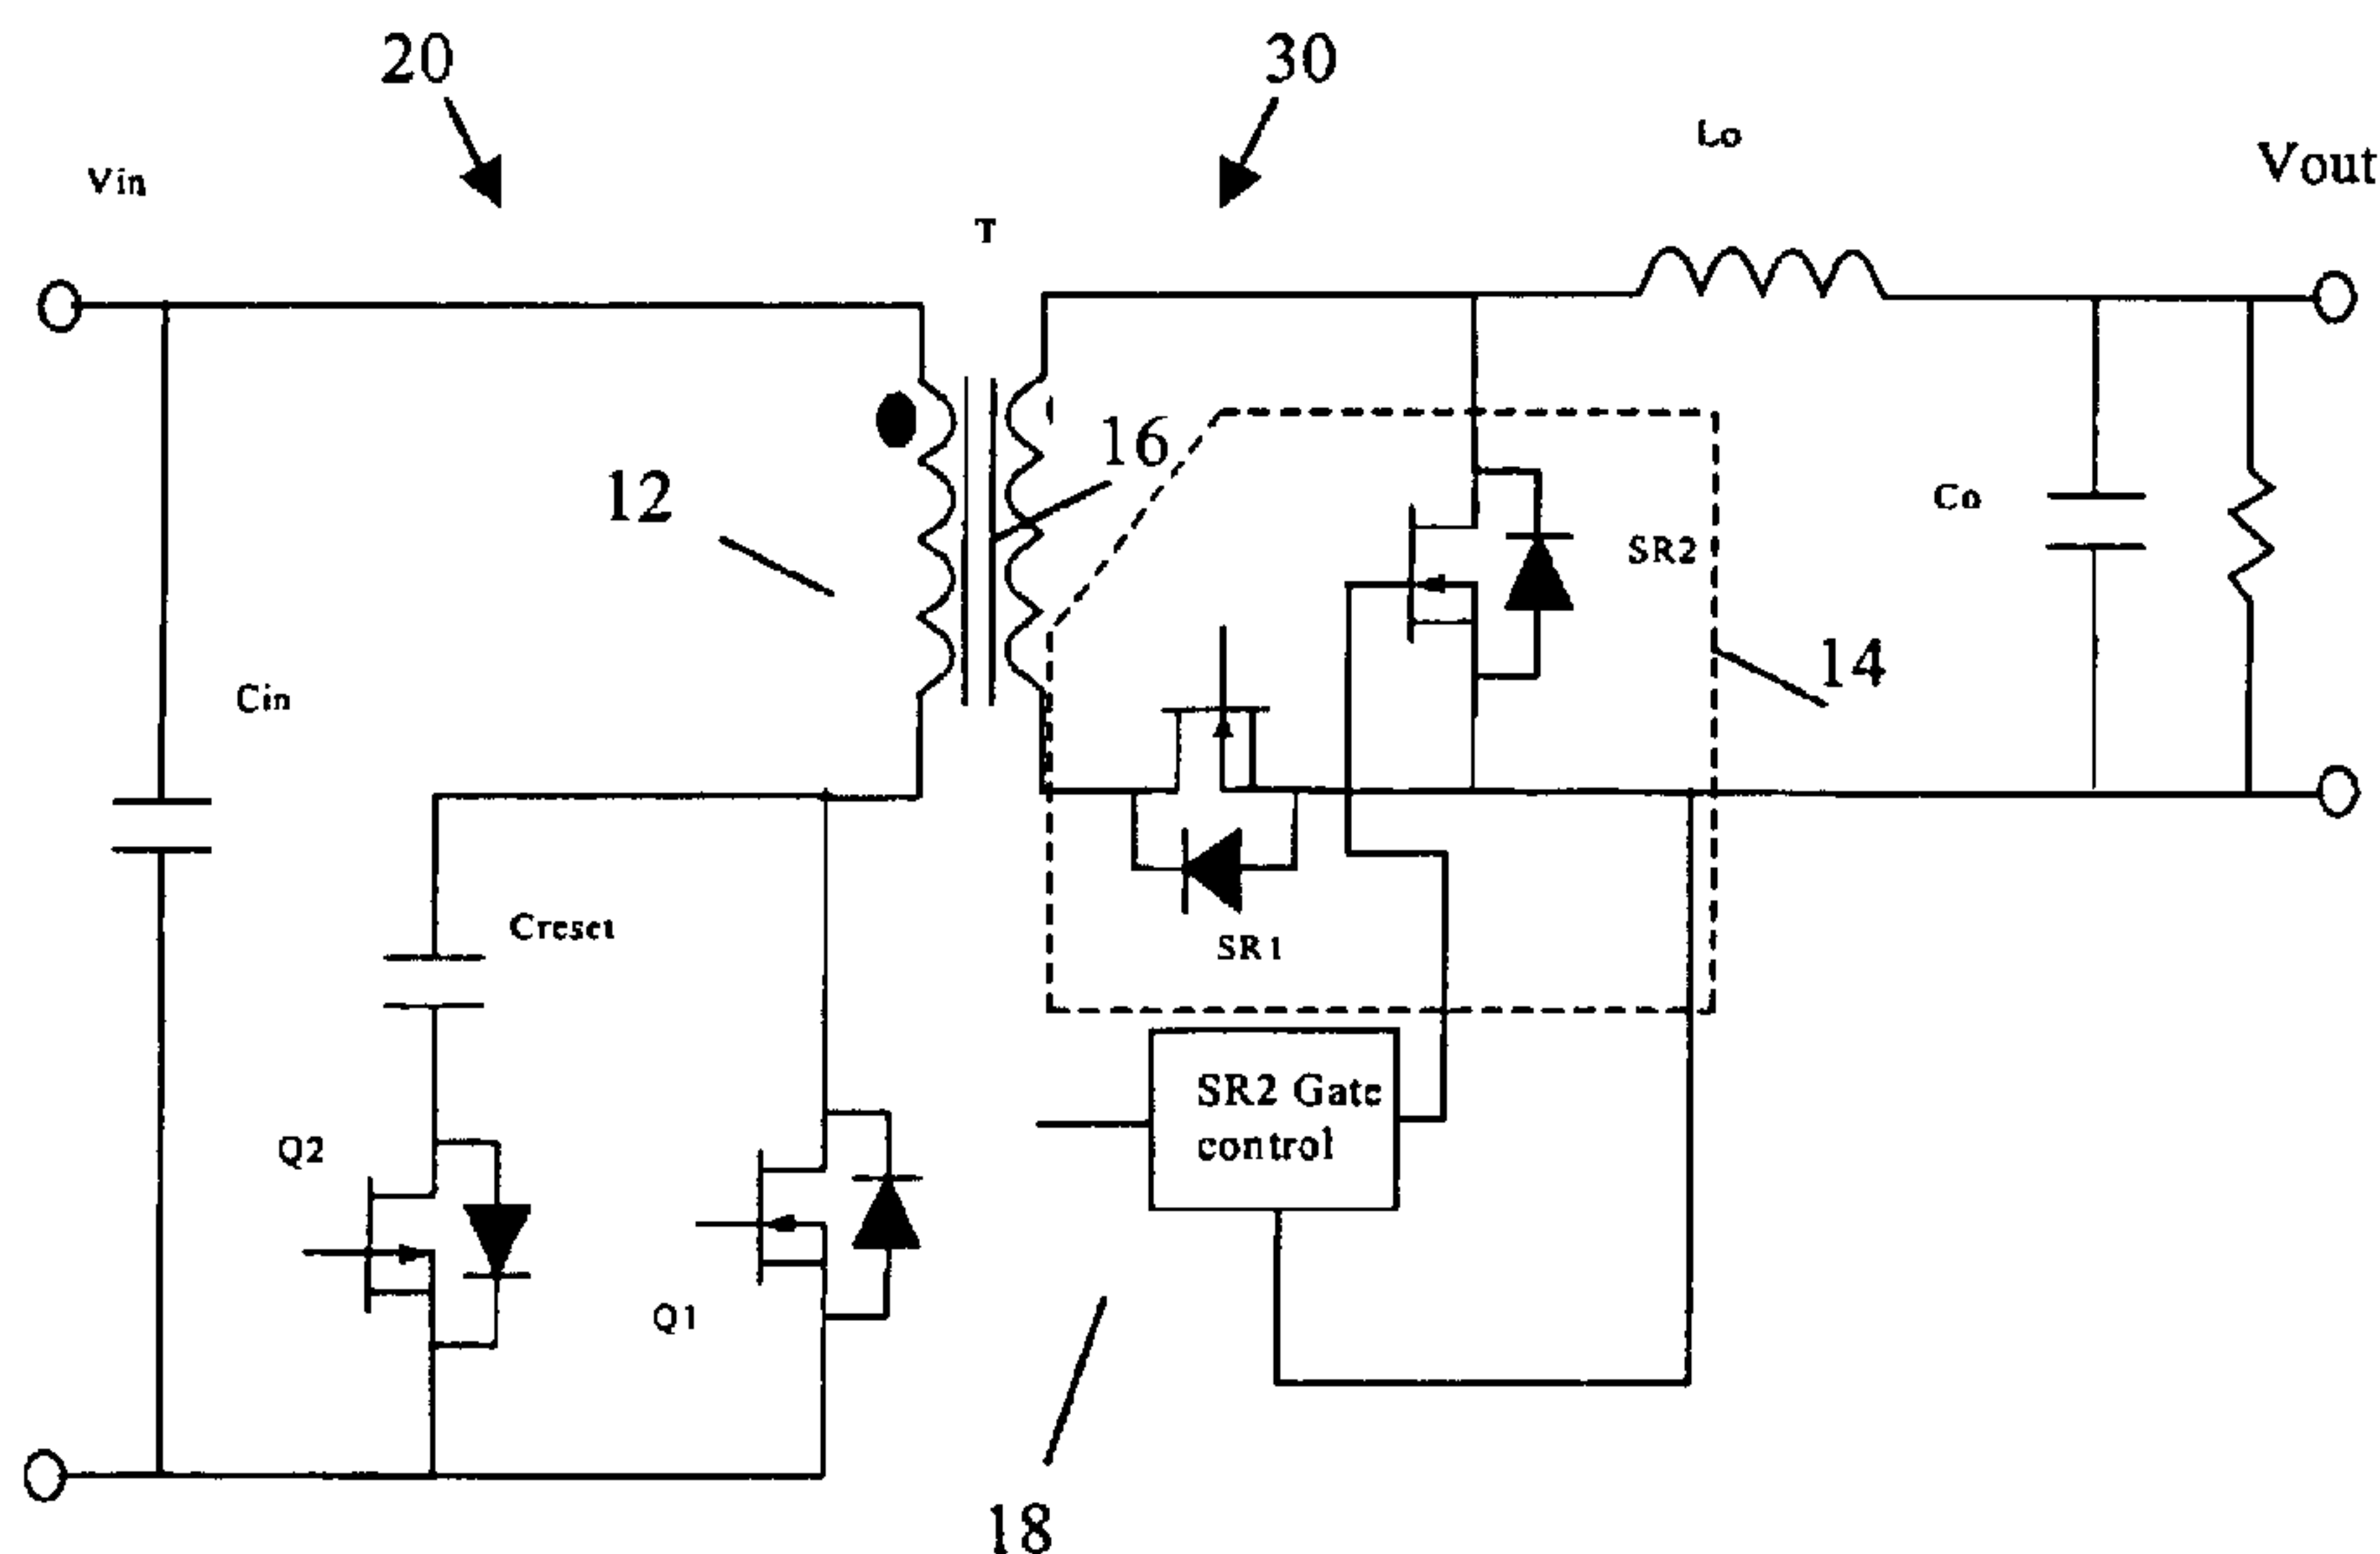 20
30
Lo
Vin
Vout
T
16
12
Co
SR2
14
Cin
Creset
SR1
SR2 Gate
control
Q2
Q1
18